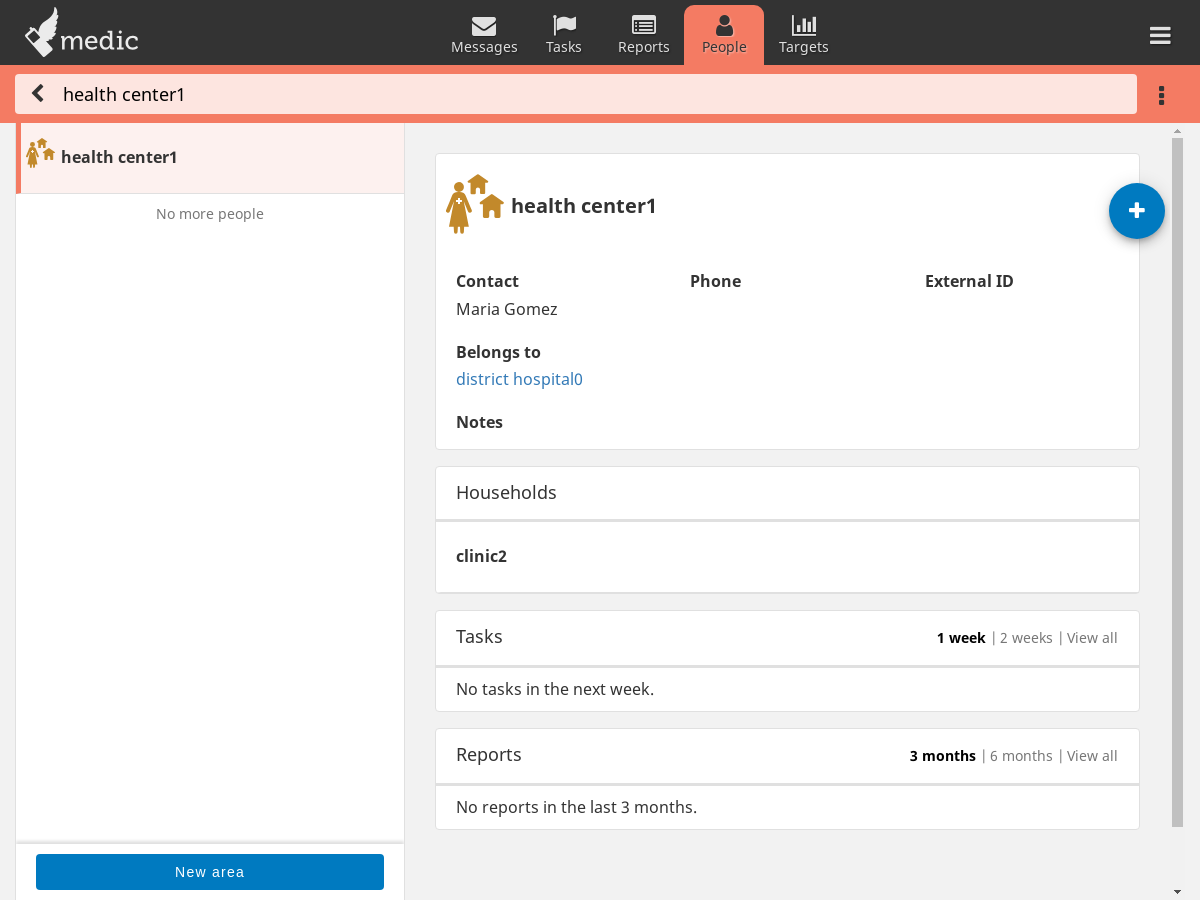 medic
Messages
Tasks
Reports
People
Targets
health center1
health center1
No more people
New area
health center1
Contact
Phone
External ID
Maria Gomez
Belongs to
district hospital0
Notes
Households
clinic2
Tasks
1 week | 2 weeks | View all
No tasks in the next week.
Reports
3 months | 6 months | View all
No reports in the last 3 months.